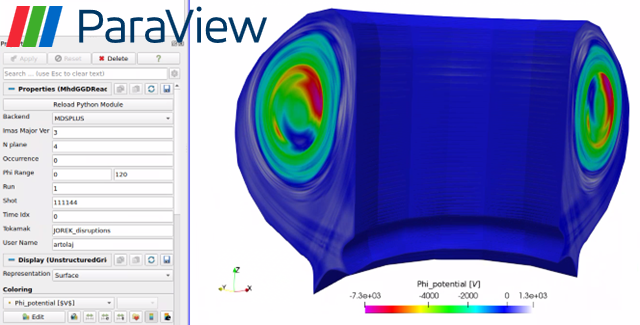 ParaView
Apply
Reset
Delete
?
Search ... (use Esc to clear text)
Properties (MhdGGDReac
Reload Python Module
Backend MDSPLUS
Imas Major Ver 3
N plane 4
Occurrence 0
Phi Range 0 120
Run 1
Shot 111144
Time Idx 0
Tokamak JOREK_disruptions
User Name artolaj
Display (UnstructuredGri
Representation Surface
Coloring
Phi_potential [$V$]
Edit
Z
Y
X
Phi_potential [V]
-7.3e+03 -4000 -2000 0 1.3e+03